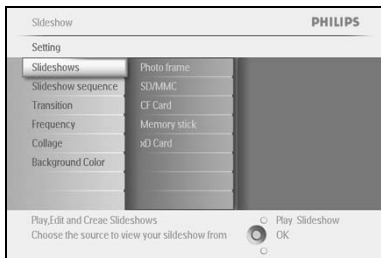 Slideshow PHILIPS
Setting
Slideshows Photo frame
Slideshow sequence SD/MMC
Transition CF Card
Frequency Memory stick
Collage xD Card
Background Color
Play,Edit and Creae Slideshows Play Slideshow
Choose the source to view your sildeshow from OK